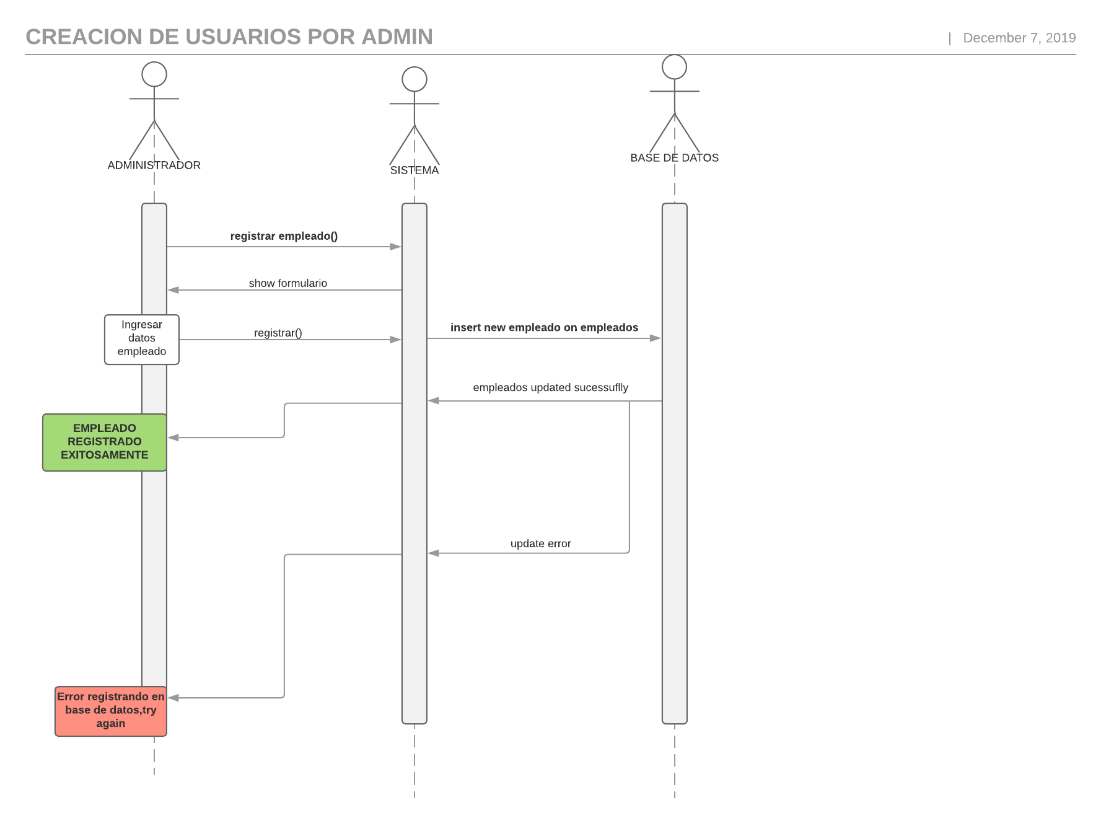 CREACION DE USUARIOS POR ADMIN
| December 7, 2019
ADMINISTRADOR
SISTEMA
BASE DE DATOS
registrar empleado()
show formulario
Ingresar
datos
empleado
registrar()
insert new empleado on empleados
empleados updated sucessuflly
EMPLEADO
REGISTRADO
EXITOSAMENTE
update error
Error registrando en
base de datos,try
again